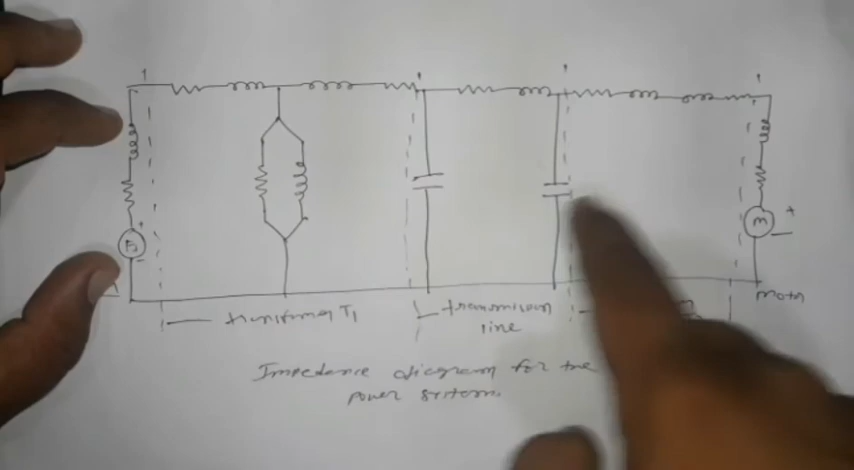 transformer T1
transmission
line
motor
Impedance diagram for the
power system.